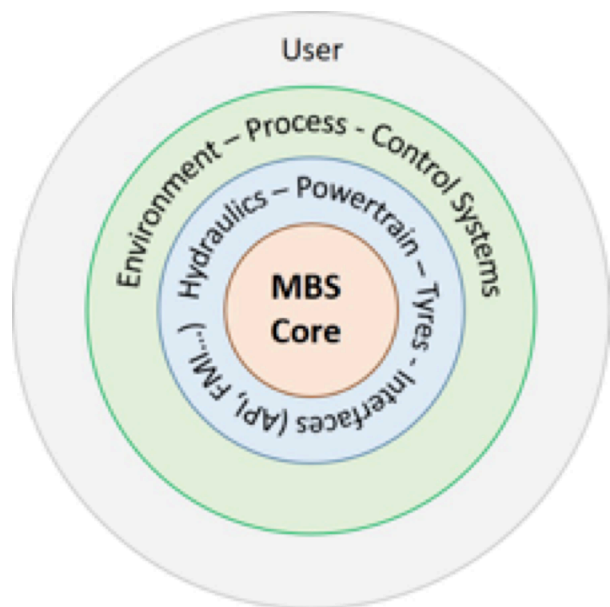 User
Environment – Process - Control Systems
Hydraulics – Powertrain – Tyres - Interfaces (API, FMI...)
MBS
Core